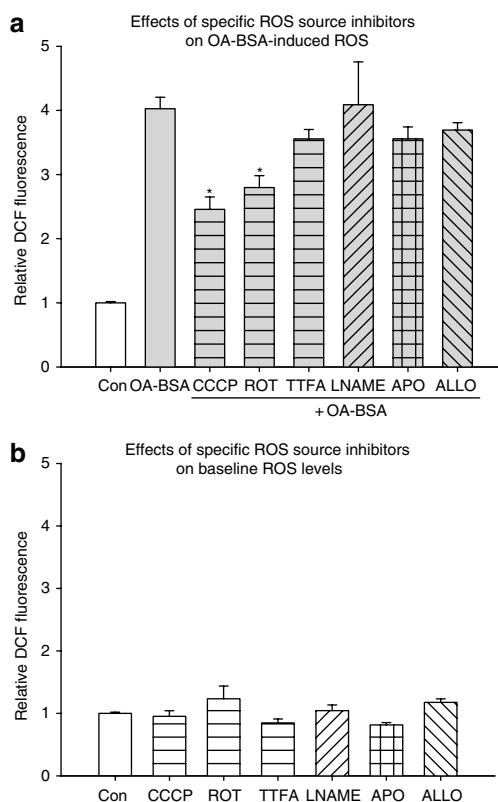 a
Effects of specific ROS source inhibitors
on OA-BSA-induced ROS
Relative DCF fluorescence
5
4
3
2
1
0
* *
Con OA-BSA CCCP ROT TTFA LNAME APO ALLO
+ OA-BSA
b
Effects of specific ROS source inhibitors
on baseline ROS levels
Relative DCF fluorescence
5
4
3
2
1
0
Con CCCP ROT TTFA LNAME APO ALLO